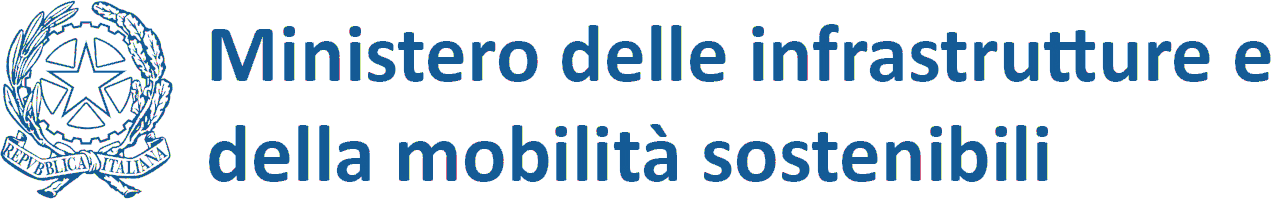 Ministero delle infrastrutture e
della mobilità sostenibili
REPVBBLICA ITALIANA